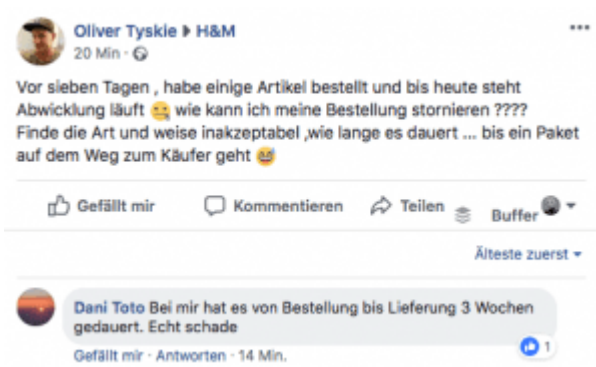 Oliver Tyskie ▸ H&M
20 Min ·
Vor sieben Tagen , habe einige Artikel bestellt und bis heute steht
Abwicklung läuft 🤐 wie kann ich meine Bestellung stornieren ????
Finde die Art und weise inakzeptabel ,wie lange es dauert ... bis ein Paket
auf dem Weg zum Käufer geht 😅
Gefällt mir Kommentieren Teilen Buffer
Älteste zuerst
Dani Toto Bei mir hat es von Bestellung bis Lieferung 3 Wochen
gedauert. Echt schade
1
Gefällt mir · Antworten · 14 Min.